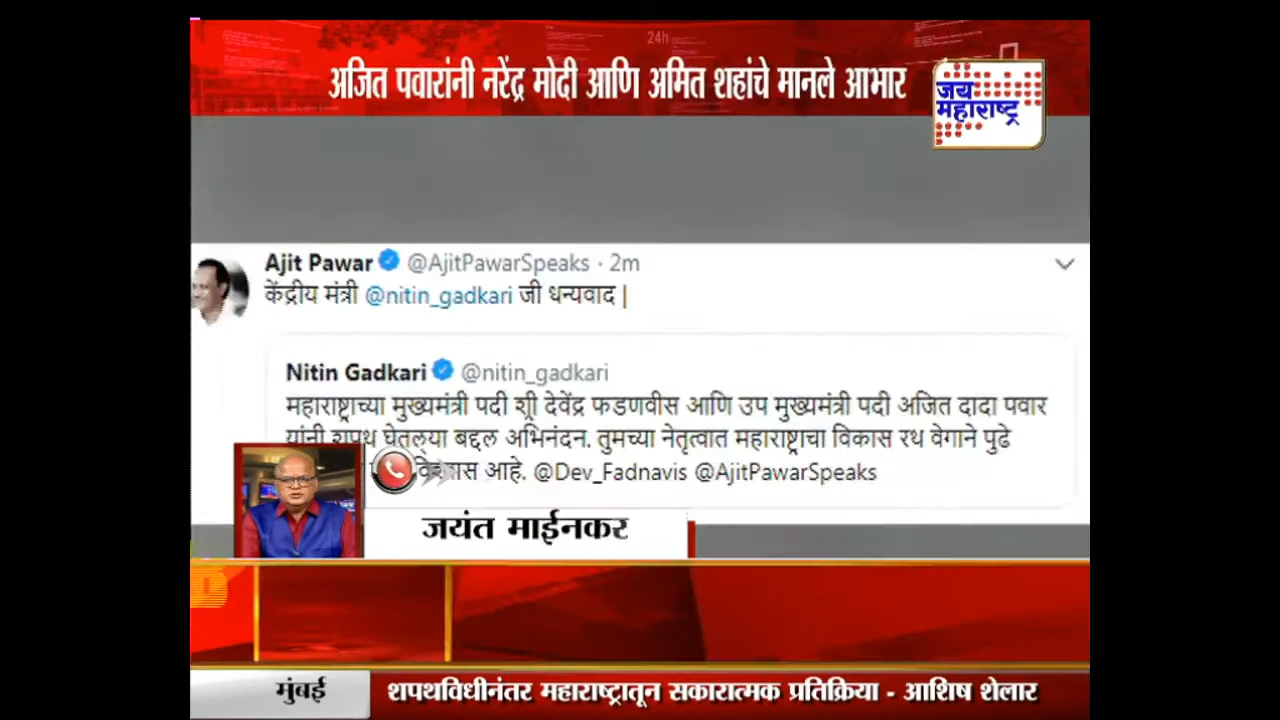 24h
अजित पवारांनी नरेंद्र मोदी आणि अमित शहांचे मानले आभार
जय
महाराष्ट्र
Ajit Pawar @AjitPawarSpeaks · 2m
केंद्रीय मंत्री @nitin_gadkari जी धन्यवाद |
Nitin Gadkari @nitin_gadkari
महाराष्ट्राच्या मुख्यमंत्री पदी श्री देवेंद्र फडणवीस आणि उप मुख्यमंत्री पदी अजित दादा पवार
यांनी शपथ घेतल्या बद्दल अभिनंदन. तुमच्या नेतृत्वात महाराष्ट्राचा विकास रथ वेगाने पुढे
आहे. @Dev_Fadnavis @AjitPawarSpeaks
जयंत माईनकर
मुंबई
शपथविधीनंतर महाराष्ट्रातून सकारात्मक प्रतिक्रिया - आशिष शेलार